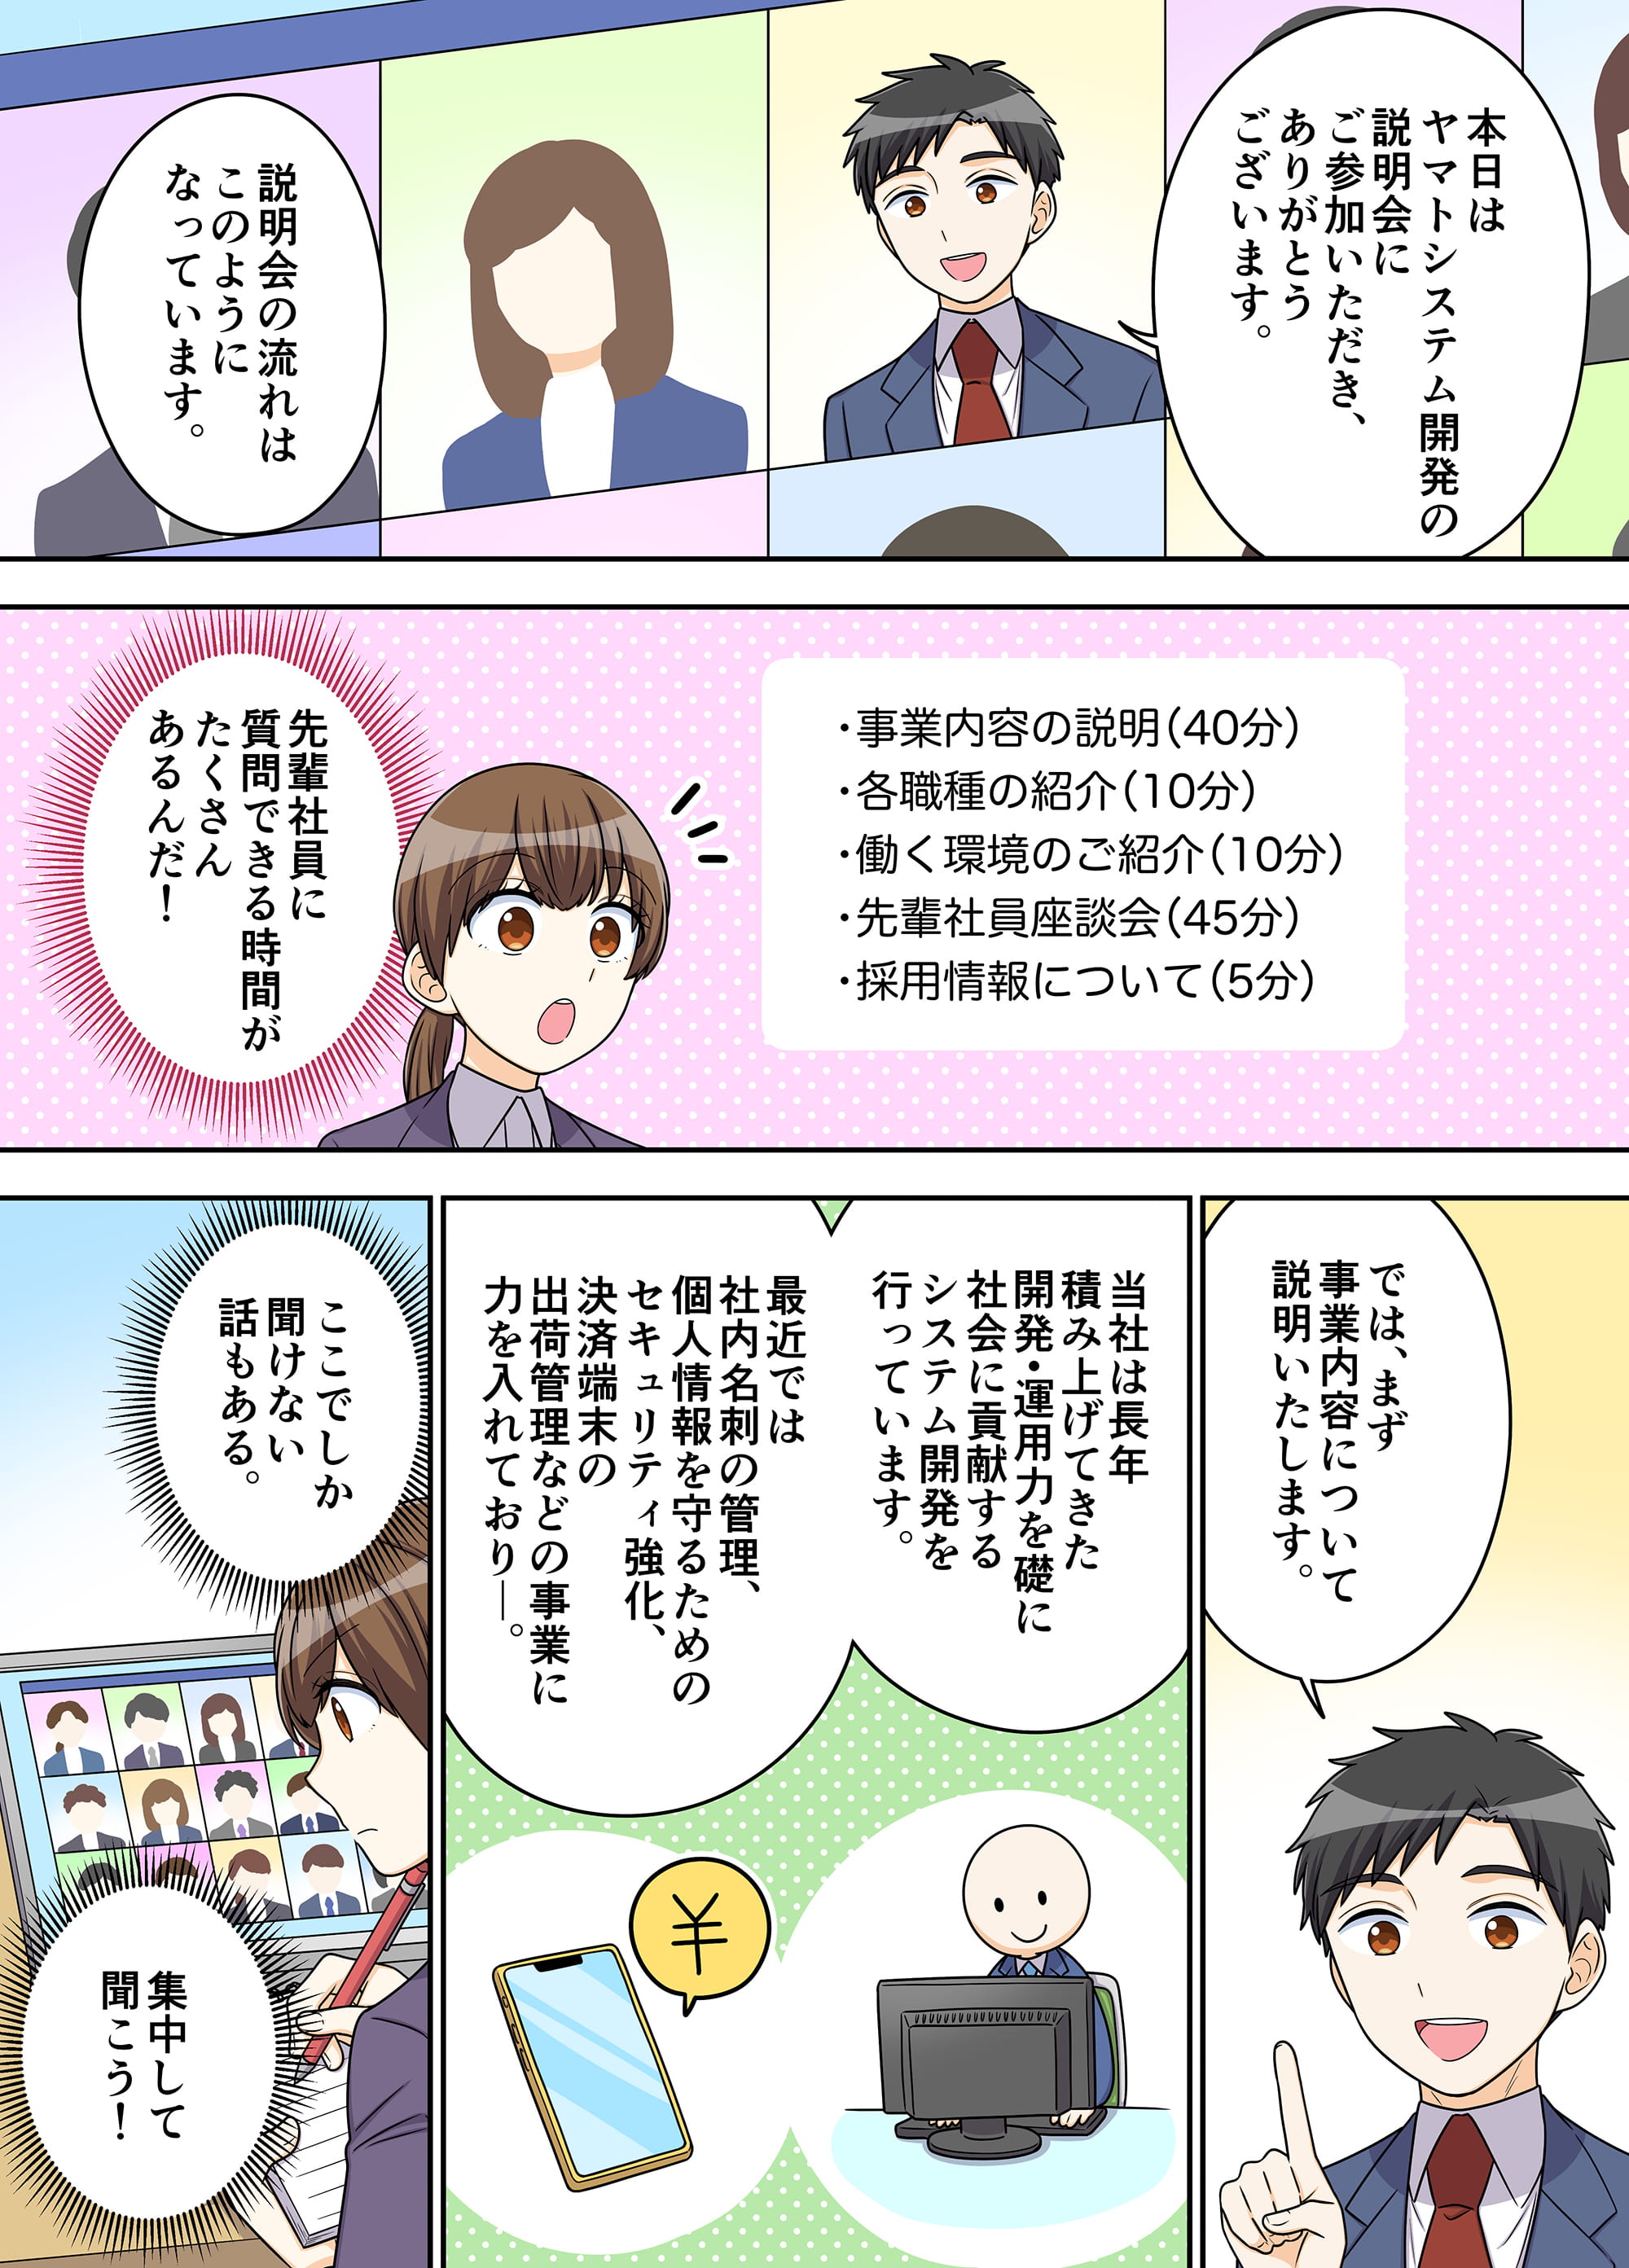 本日は
ヤマトシステム開発の
説明会に
ご参加いただき、
ありがとう
ございます。
説明会の流れは
このように
なっています。
・事業内容の説明(40分)
・各職種の紹介(10分)
・働く環境のご紹介(10分)
・先輩社員座談会(45分)
・採用情報について(5分)
先輩社員に
質問できる時間が
たくさん
あるんだ！
では、まず
事業内容について
説明いたします。
当社は長年
積み上げてきた
開発・運用力を礎に
社会に貢献する
システム開発を
行っています。
最近では
社内名刺の管理、
個人情報を守るための
セキュリティ強化、
決済端末の
出荷管理などの事業に
力を入れており―。
¥
ここでしか
聞けない
話もある。
集中して
聞こう！